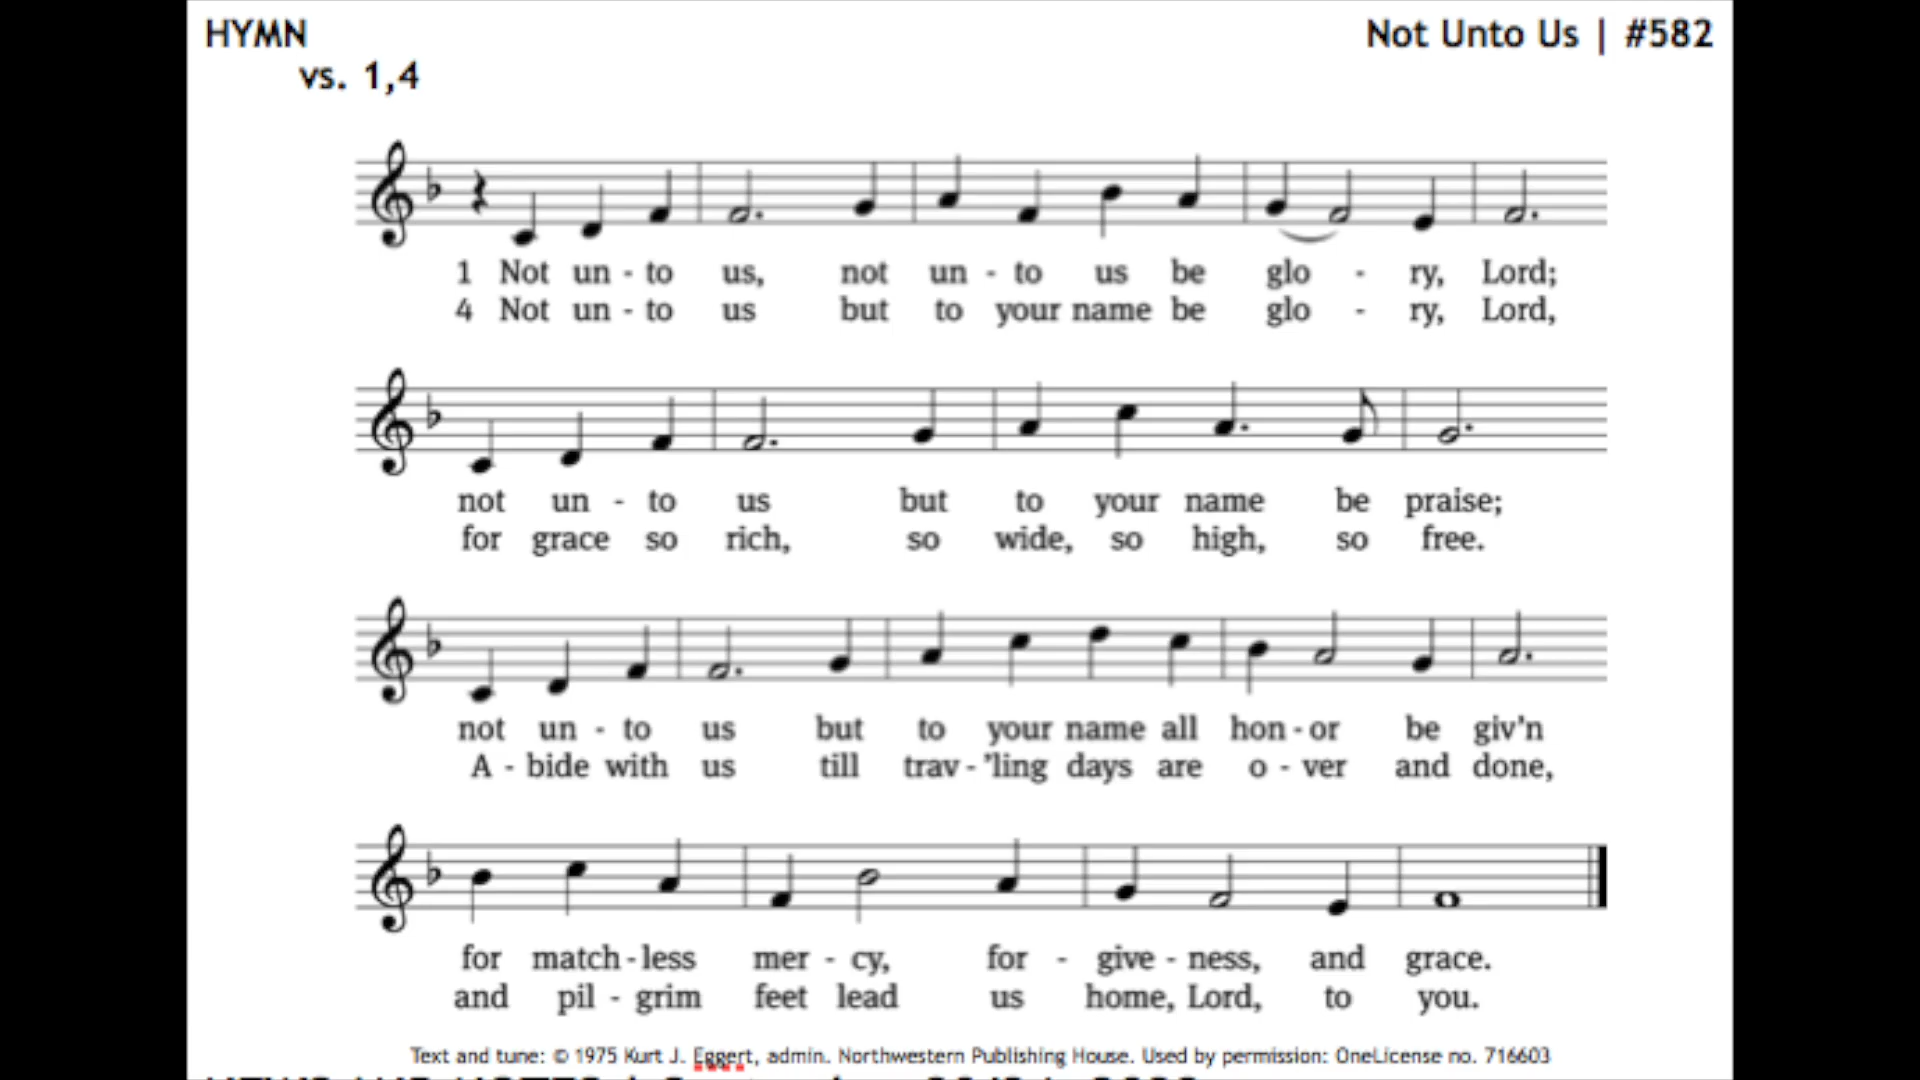 HYMN
Not Unto Us | #582
vs. 1,4
1 Not un - to us, not un - to us be glo - ry, Lord;
4 Not un - to us but to your name be glo - ry, Lord,
not un - to us but to your name be praise;
for grace so rich, so wide, so high, so free.
not un - to us but to your name all hon - or be giv’n
A - bide with us till trav - ’ling days are o - ver and done,
for match - less mer - cy, for - give - ness, and grace.
and pil - grim feet lead us home, Lord, to you.
Text and tune: © 1975 Kurt J. Eggert, admin. Northwestern Publishing House. Used by permission: OneLicense no. 716603